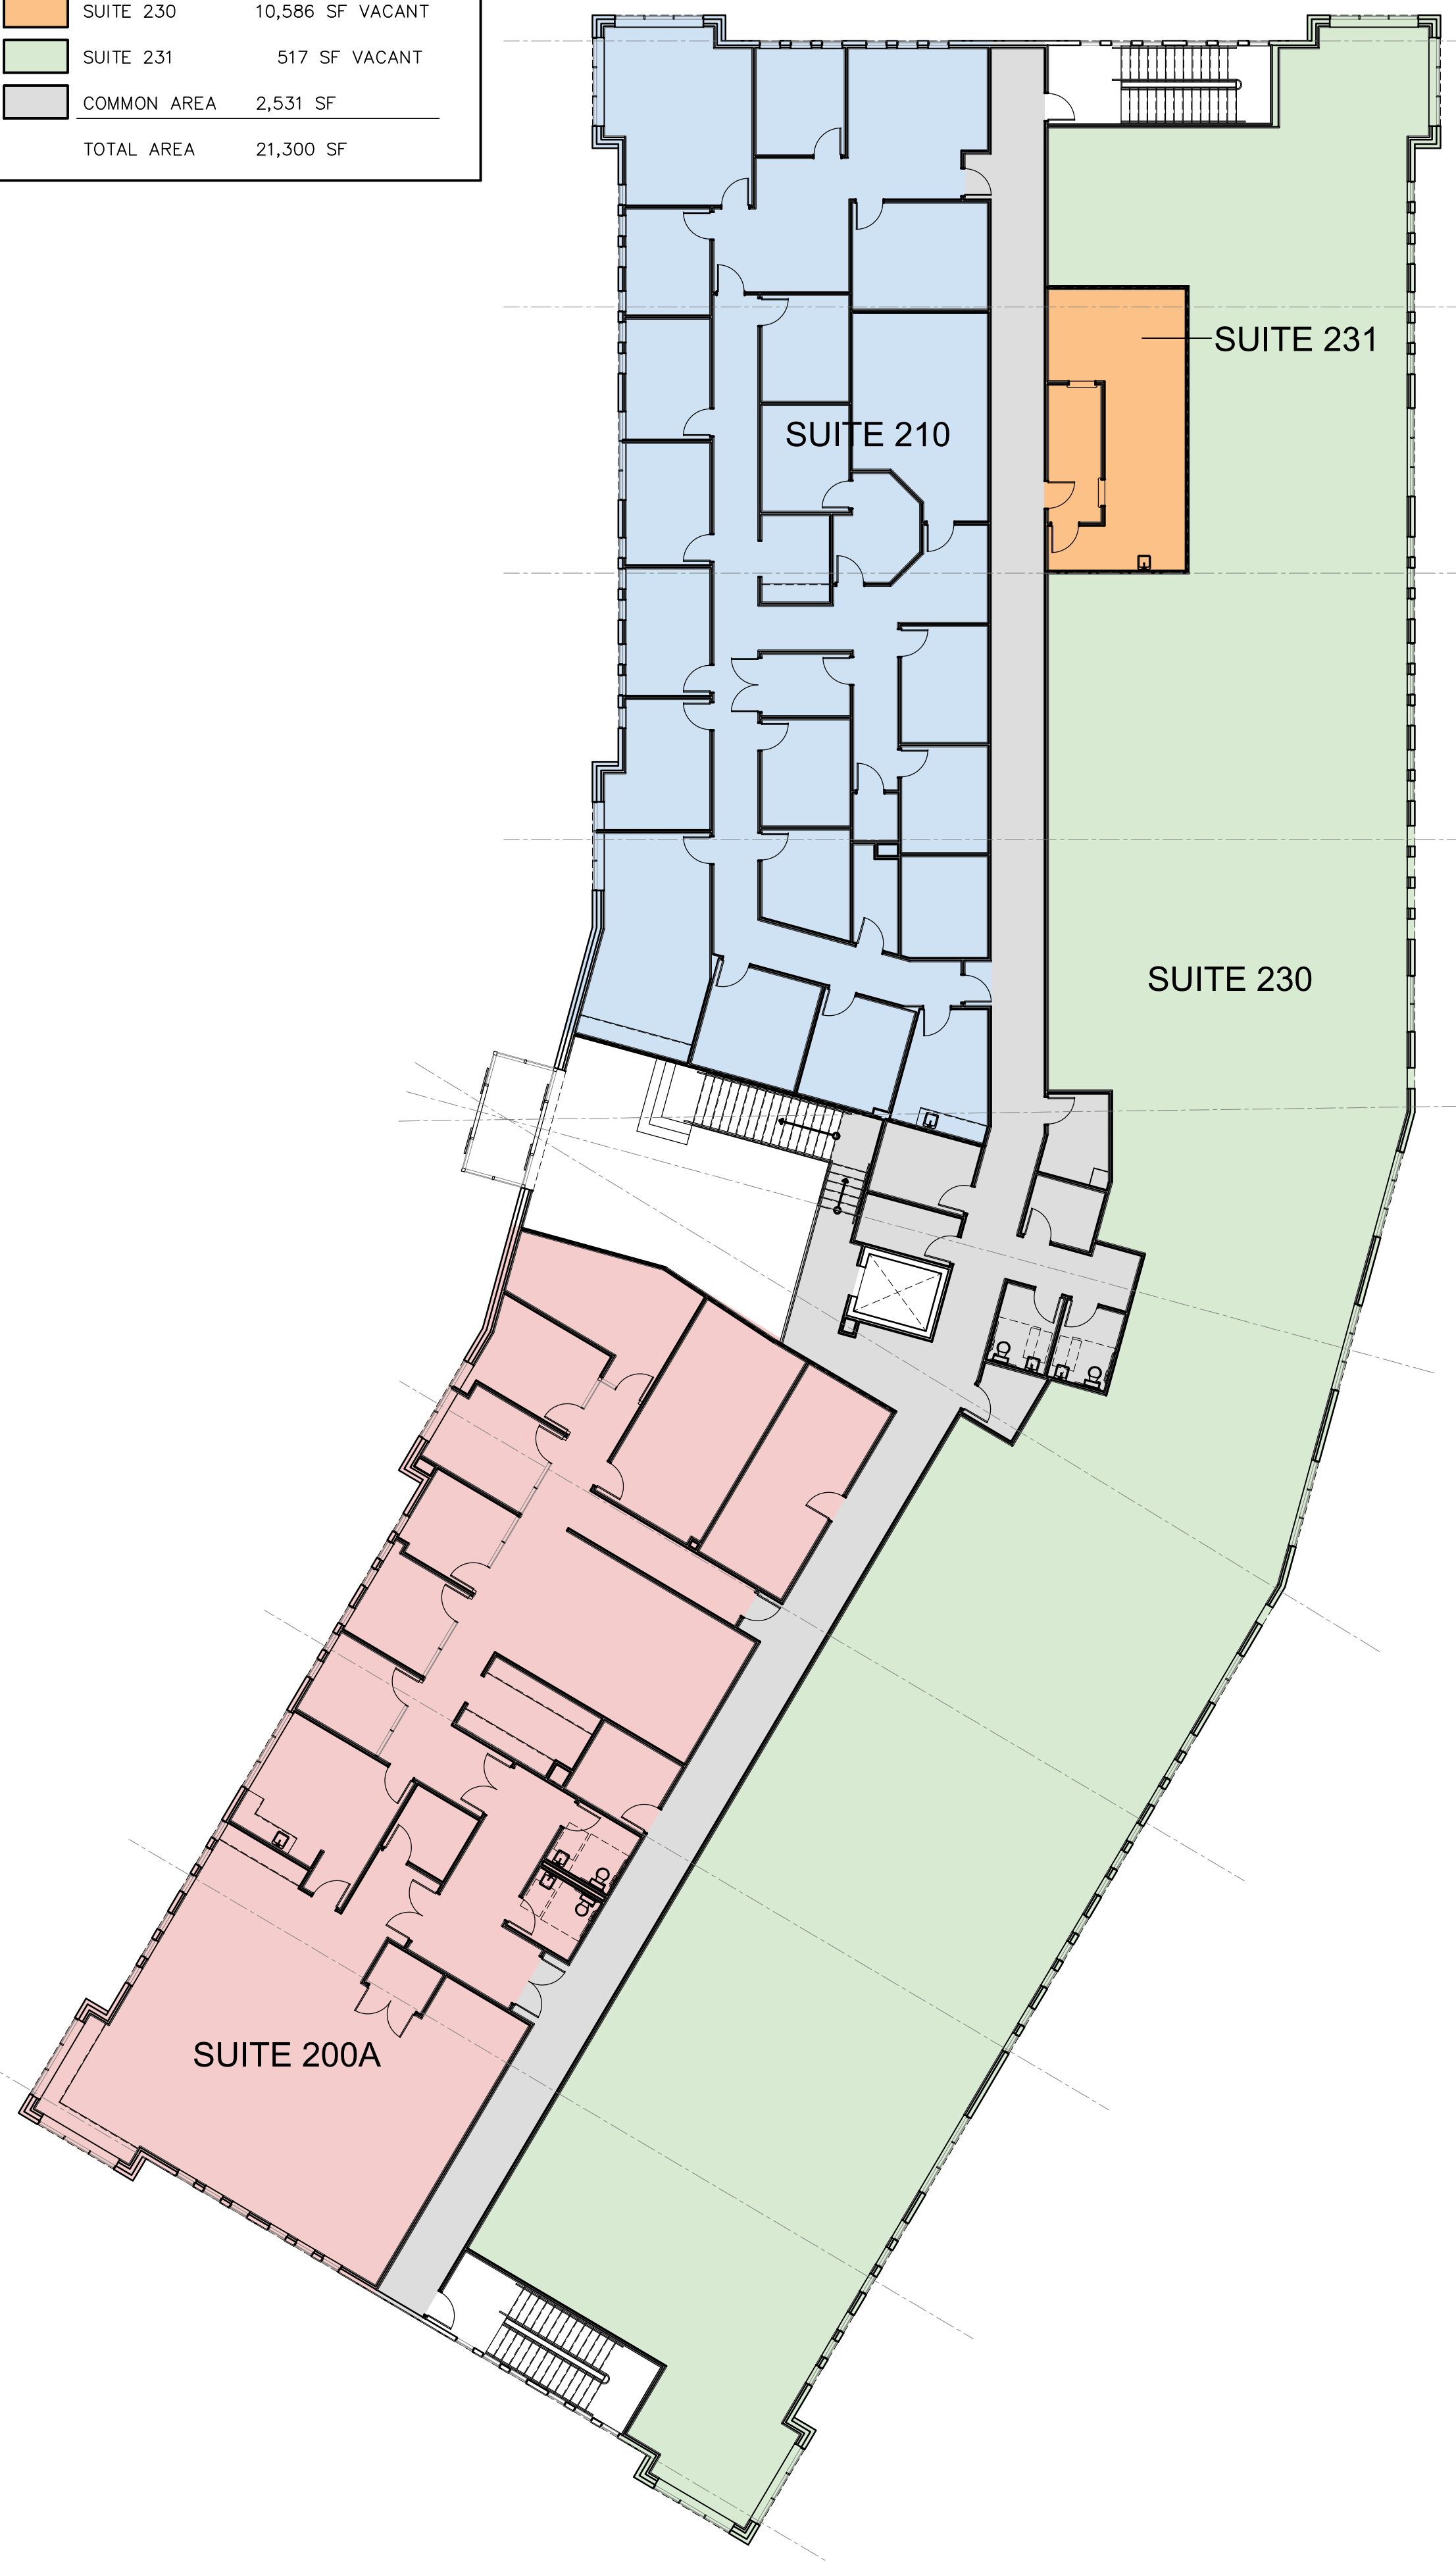 SUITE 230 10,586 SF VACANT
SUITE 231 517 SF VACANT
COMMON AREA 2,531 SF
TOTAL AREA 21,300 SF
SUITE 231
SUITE 210
SUITE 230
SUITE 200A